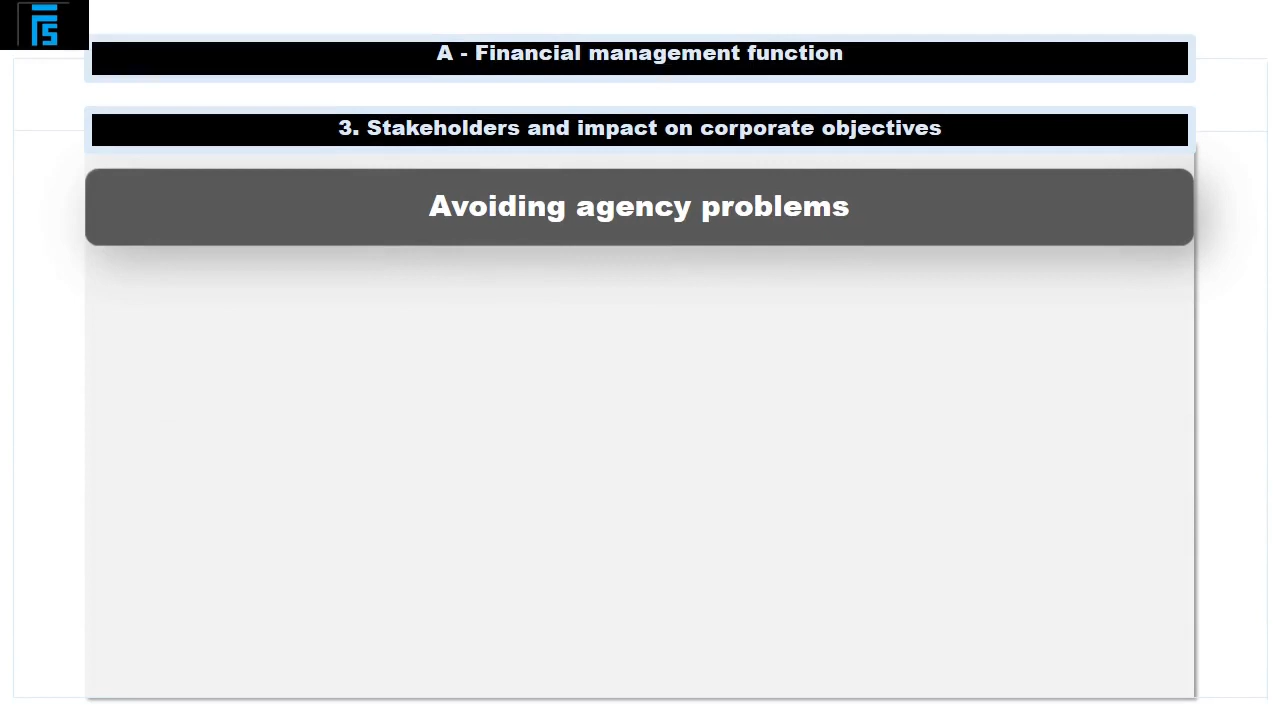 A - Financial management function
3. Stakeholders and impact on corporate objectives
Avoiding agency problems